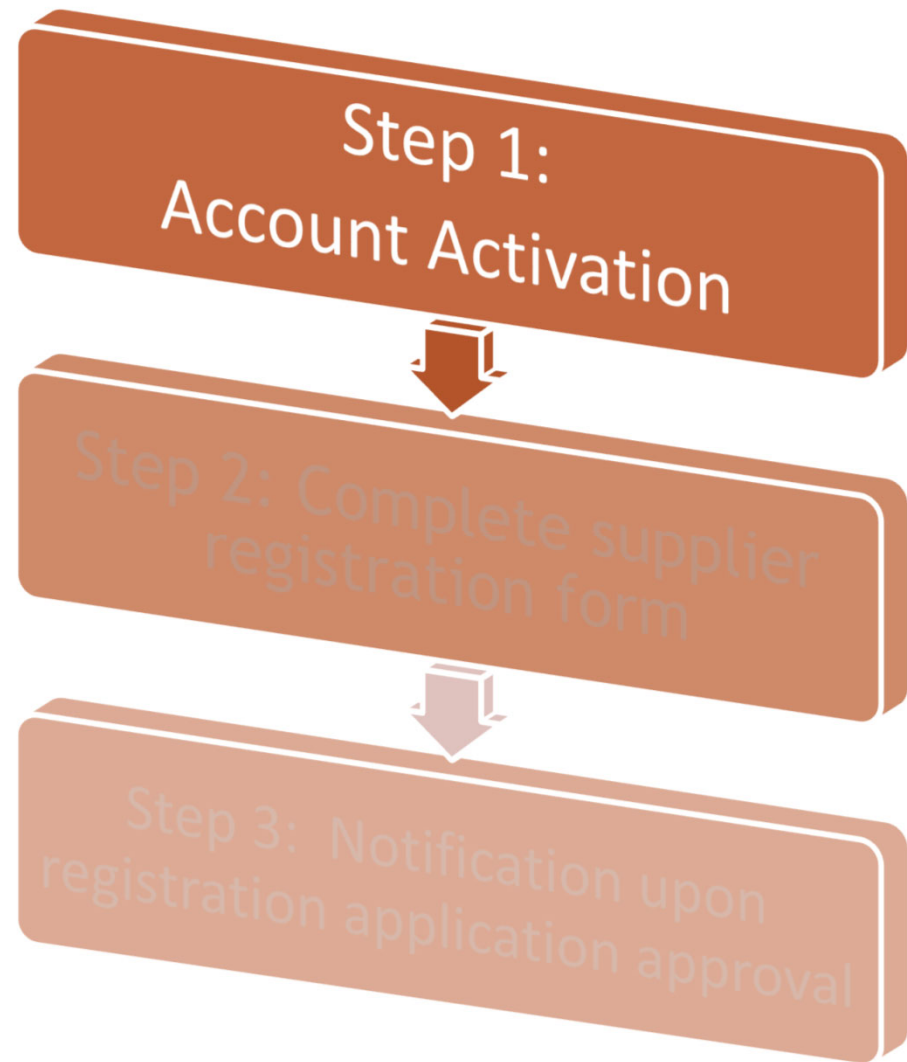 Step 1:
Account Activation
Step 2: Complete supplier
registration form
Step 3: Notification upon
registration application approval